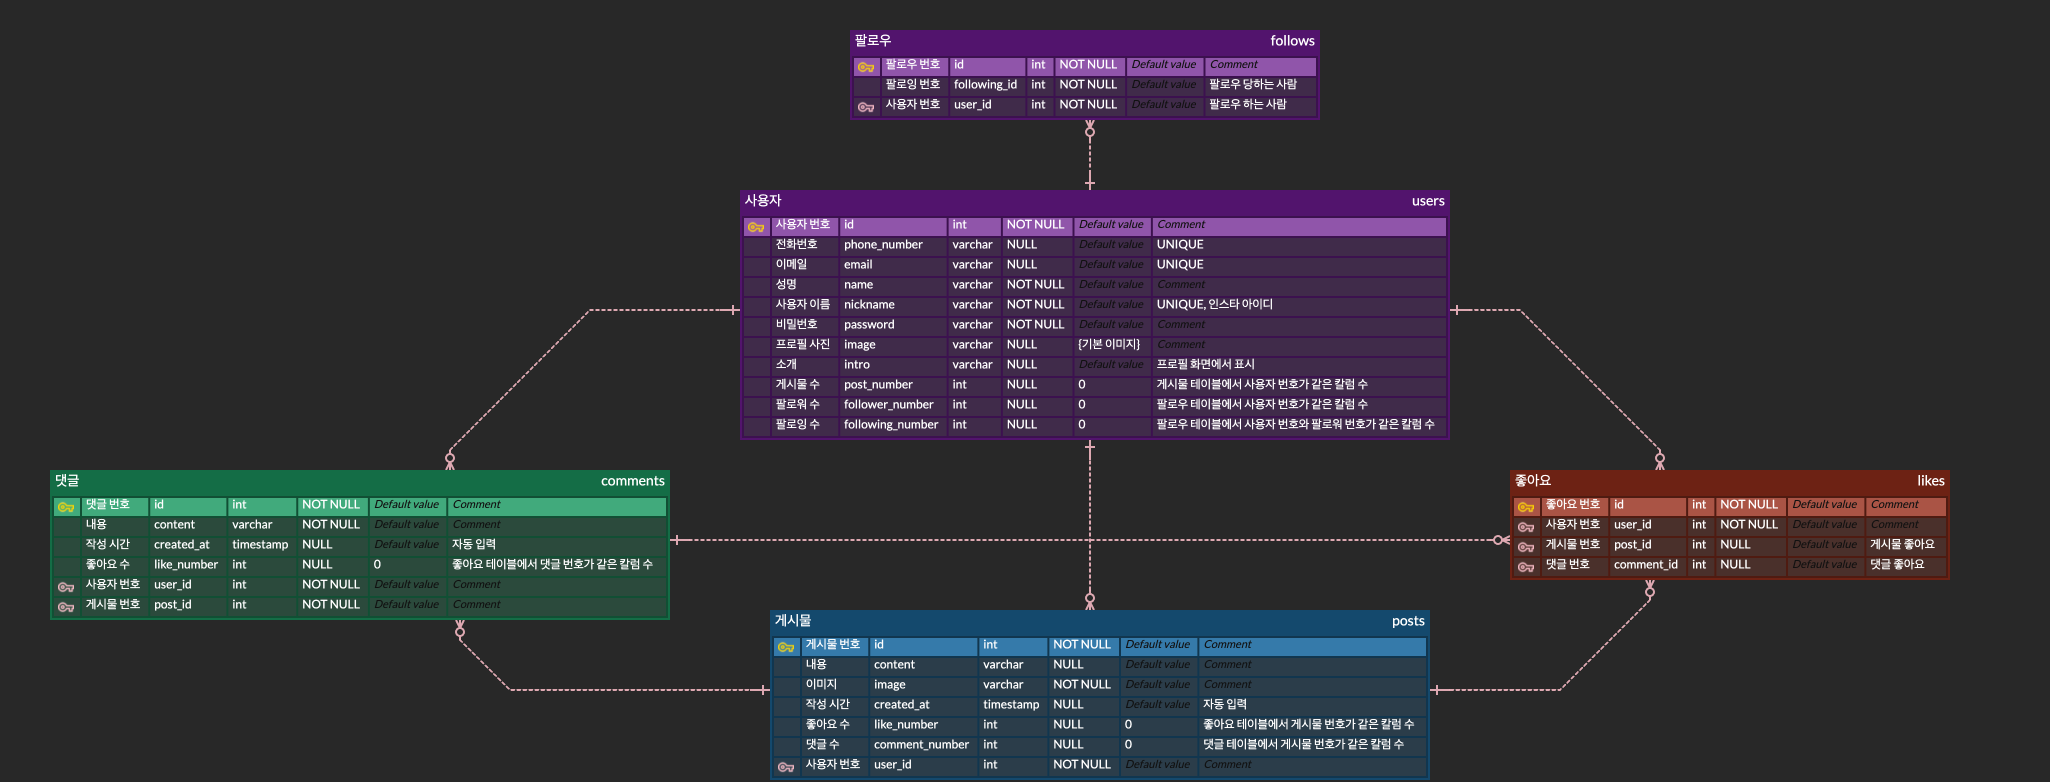 팔로우 follows
팔로우 번호 id int NOT NULL Default value Comment
팔로잉 번호 following_id int NOT NULL Default value 팔로우 당하는 사람
사용자 번호 user_id int NOT NULL Default value 팔로우 하는 사람
사용자 users
사용자 번호 id int NOT NULL Default value Comment
전화번호 phone_number varchar NULL Default value UNIQUE
이메일 email varchar NULL Default value UNIQUE
성명 name varchar NOT NULL Default value Comment
사용자 이름 nickname varchar NOT NULL Default value UNIQUE, 인스타 아이디
비밀번호 password varchar NOT NULL Default value Comment
프로필 사진 image varchar NULL {기본 이미지} Comment
소개 intro varchar NULL Default value 프로필 화면에서 표시
게시물 수 post_number int NULL 0 게시물 테이블에서 사용자 번호가 같은 칼럼 수
팔로워 수 follower_number int NULL 0 팔로우 테이블에서 사용자 번호가 같은 칼럼 수
팔로잉 수 following_number int NULL 0 팔로우 테이블에서 사용자 번호와 팔로워 번호가 같은 칼럼 수
댓글 comments
댓글 번호 id int NOT NULL Default value Comment
내용 content varchar NOT NULL Default value Comment
작성 시간 created_at timestamp NULL Default value 자동 입력
좋아요 수 like_number int NULL 0 좋아요 테이블에서 댓글 번호가 같은 칼럼 수
사용자 번호 user_id int NOT NULL Default value Comment
게시물 번호 post_id int NOT NULL Default value Comment
좋아요 likes
좋아요 번호 id int NOT NULL Default value Comment
사용자 번호 user_id int NOT NULL Default value Comment
게시물 번호 post_id int NULL Default value 게시물 좋아요
댓글 번호 comment_id int NULL Default value 댓글 좋아요
게시물 posts
게시물 번호 id int NOT NULL Default value Comment
내용 content varchar NULL Default value Comment
이미지 image varchar NOT NULL Default value Comment
작성 시간 created_at timestamp NULL Default value 자동 입력
좋아요 수 like_number int NULL 0 좋아요 테이블에서 게시물 번호가 같은 칼럼 수
댓글 수 comment_number int NULL 0 댓글 테이블에서 게시물 번호가 같은 칼럼 수
사용자 번호 user_id int NOT NULL Default value Comment